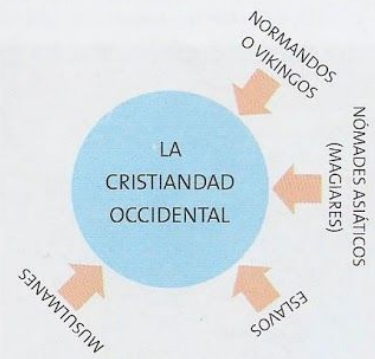 NORMANDOS
O VIKINGOS
LA
CRISTIANDAD
OCCIDENTAL
NÓMADES ASIÁTICOS
(MAGIARES)
MUSULMANES
ESLAVOS